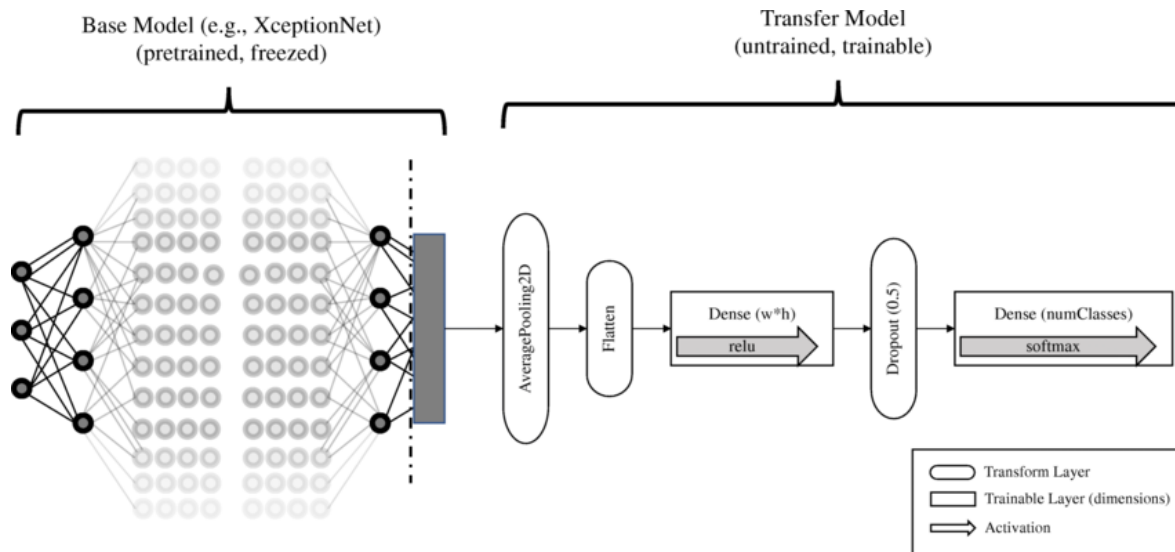 Base Model (e.g., XceptionNet)
(pretrained, freezed)
Transfer Model
(untrained, trainable)
AveragePooling2D
Flatten
Dense (w*h)
relu
Dropout (0.5)
Dense (numClasses)
softmax
Transform Layer
Trainable Layer (dimensions)
Activation